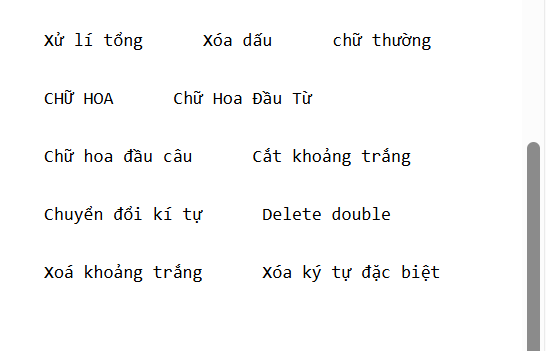 Xử lí tổng Xóa dấu chữ thường
CHỮ HOA Chữ Hoa Đầu Từ
Chữ hoa đầu câu Cắt khoảng trắng
Chuyển đổi kí tự Delete double
Xoá khoảng trắng Xóa ký tự đặc biệt